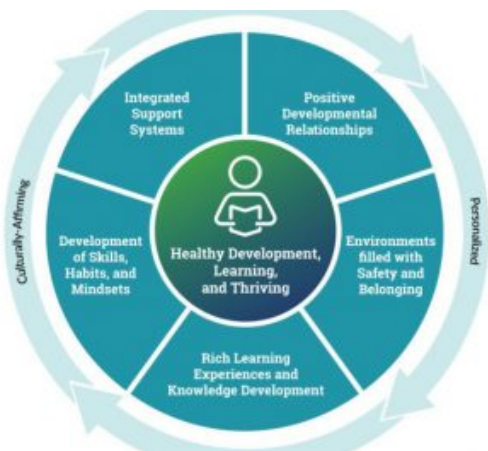 Integrated
Support
Systems
Positive
Developmental
Relationships
Culturally-Affirming
Personalized
Healthy Development,
Learning,
and Thriving
Development
of Skills,
Habits, and
Mindsets
Environments
filled with
Safety and
Belonging
Rich Learning
Experiences and
Knowledge Development